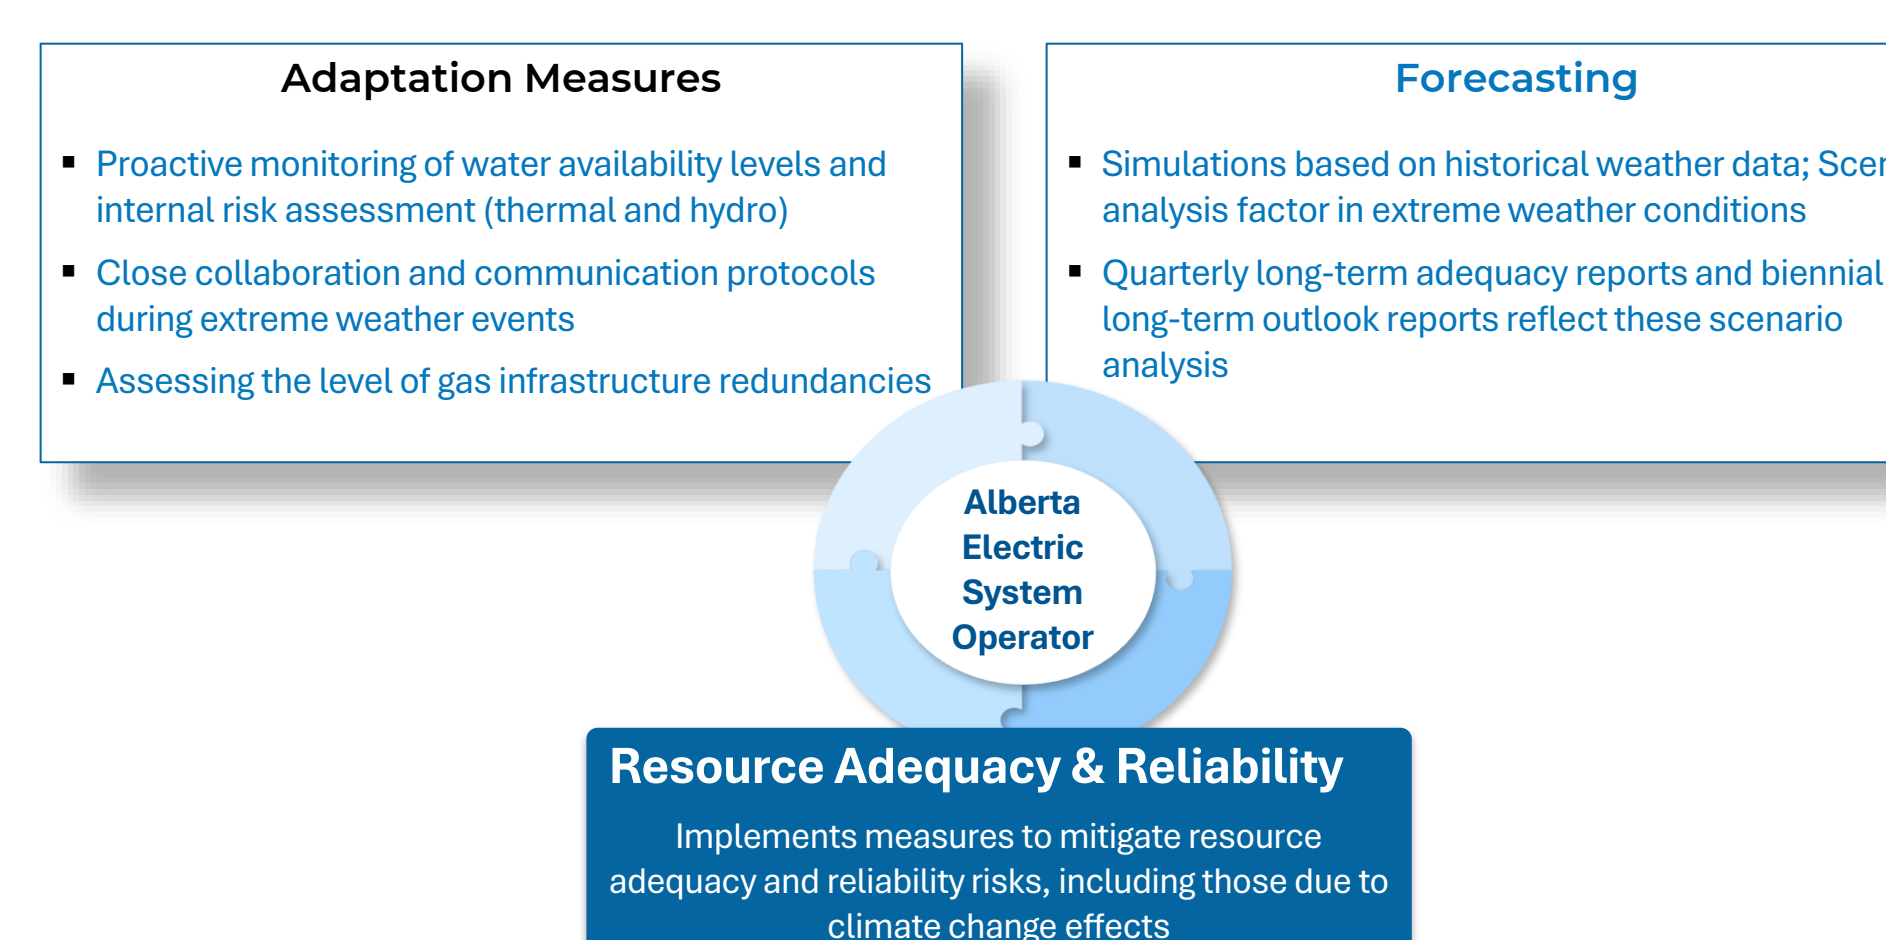 Adaptation Measures
▪ Proactive monitoring of water availability levels and
internal risk assessment (thermal and hydro)
▪ Close collaboration and communication protocols
during extreme weather events
▪ Assessing the level of gas infrastructure redundancies
Forecasting
▪ Simulations based on historical weather data;
analysis factor in extreme weather conditions
▪ Quarterly long-term adequacy reports and biennial
long-term outlook reports reflect these scenario
analysis
Alberta
Electric
System
Operator
Resource Adequacy & Reliability
Implements measures to mitigate resource
adequacy and reliability risks, including those due to
climate change effects